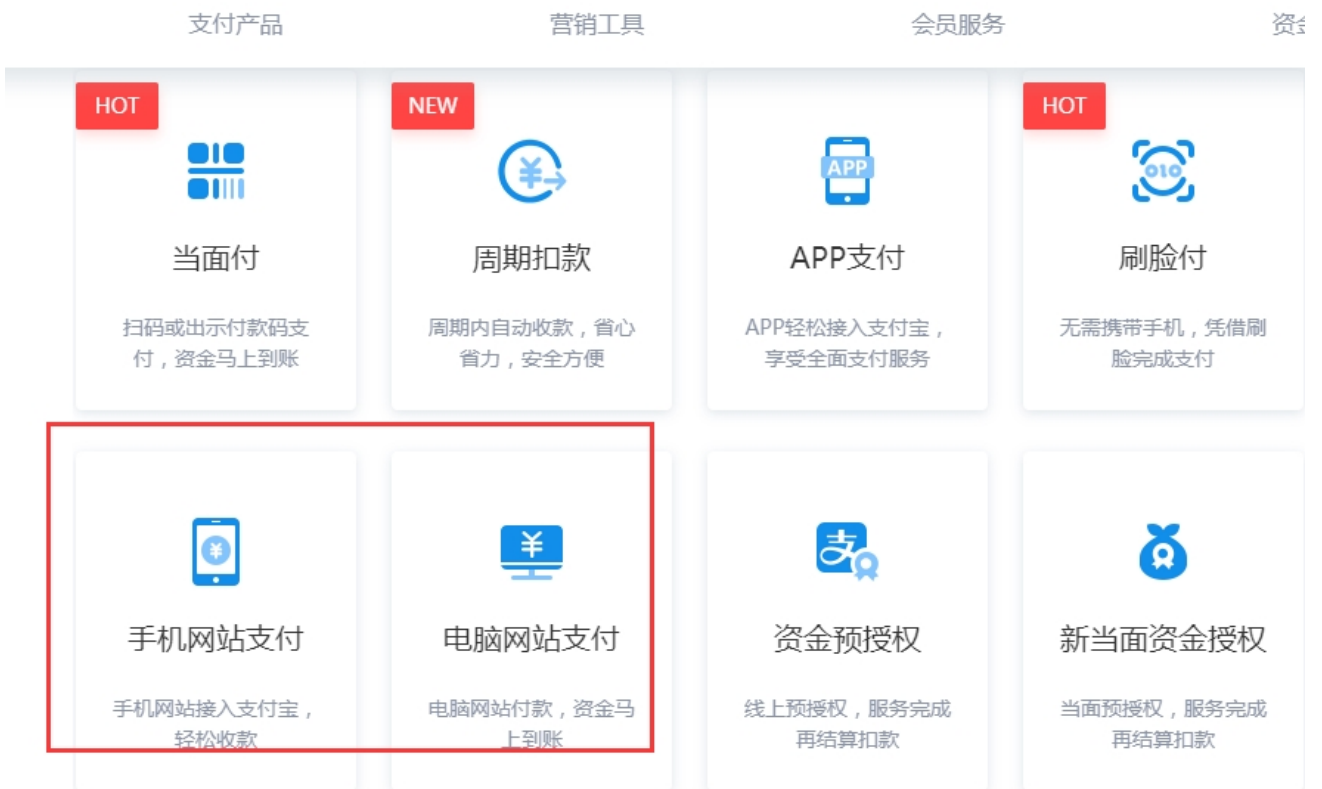 支付产品 营销工具 会员服务 资金
HOT NEW HOT
APP
010
当面付 周期扣款 APP支付 刷脸付
扫码或出示付款码支 周期内自动收款，省心 APP轻松接入支付宝， 无需携带手机，凭借刷
付，资金马上到账 省力，安全方便 享受全面支付服务 脸完成支付
¥ ¥ 支
手机网站支付 电脑网站支付 资金预授权 新当面资金授权
手机网站接入支付宝， 电脑网站付款，资金马 线上预授权，服务完成 当面预授权，服务完成
轻松收款 上到账 再结算扣款 再结算扣款